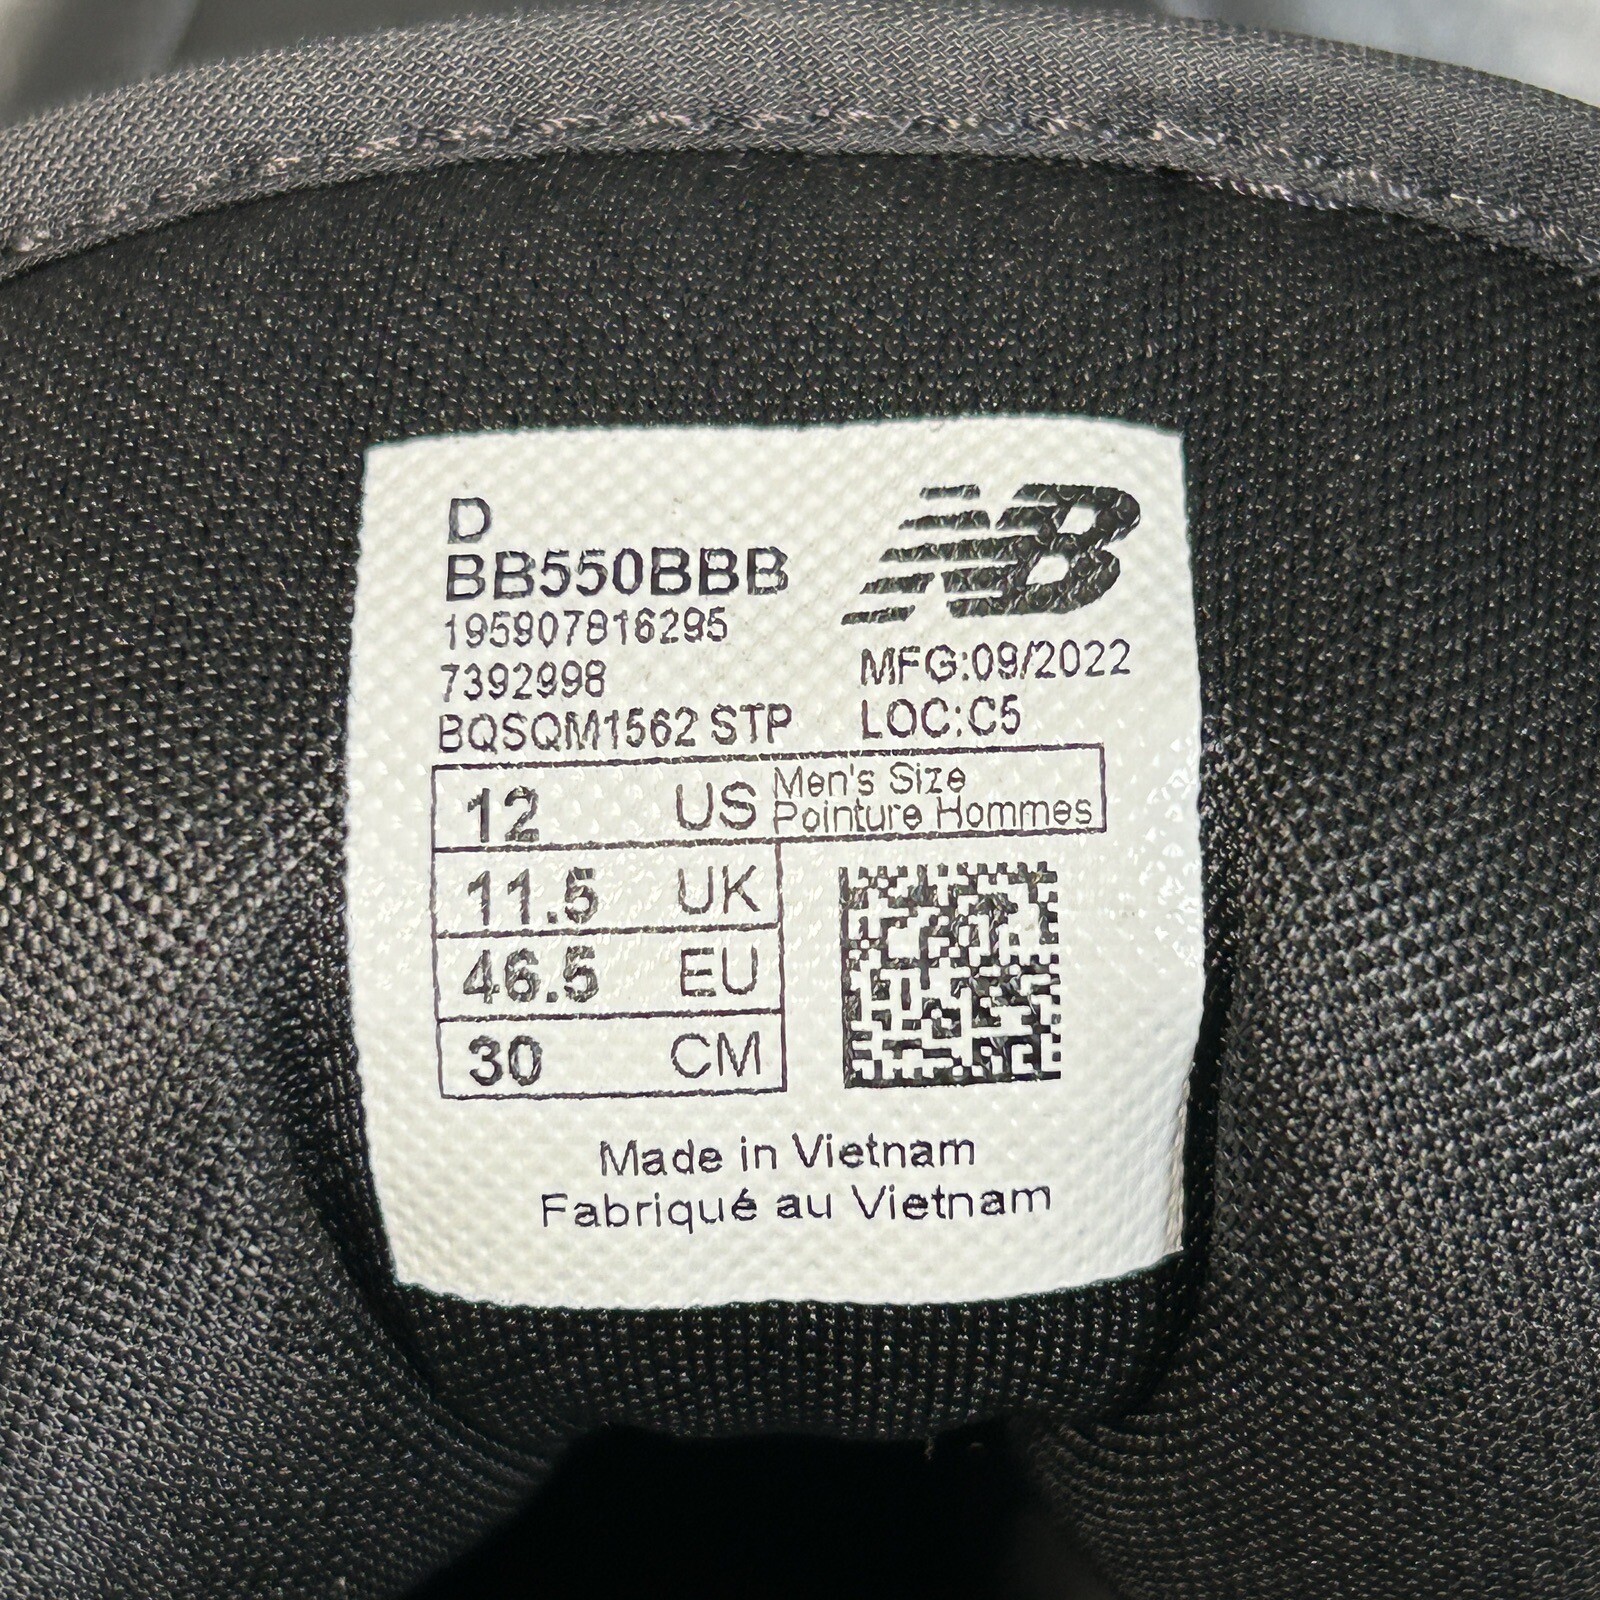 D
BB550BBB
195907816295
7392998
BQSQM1562 STP
NB
MFG:09/2022
LOC:C5
12 US Men's Size
Pointure Hommes
11.5 UK
46.5 EU
30 CM
Made in Vietnam
Fabriqué au Vietnam